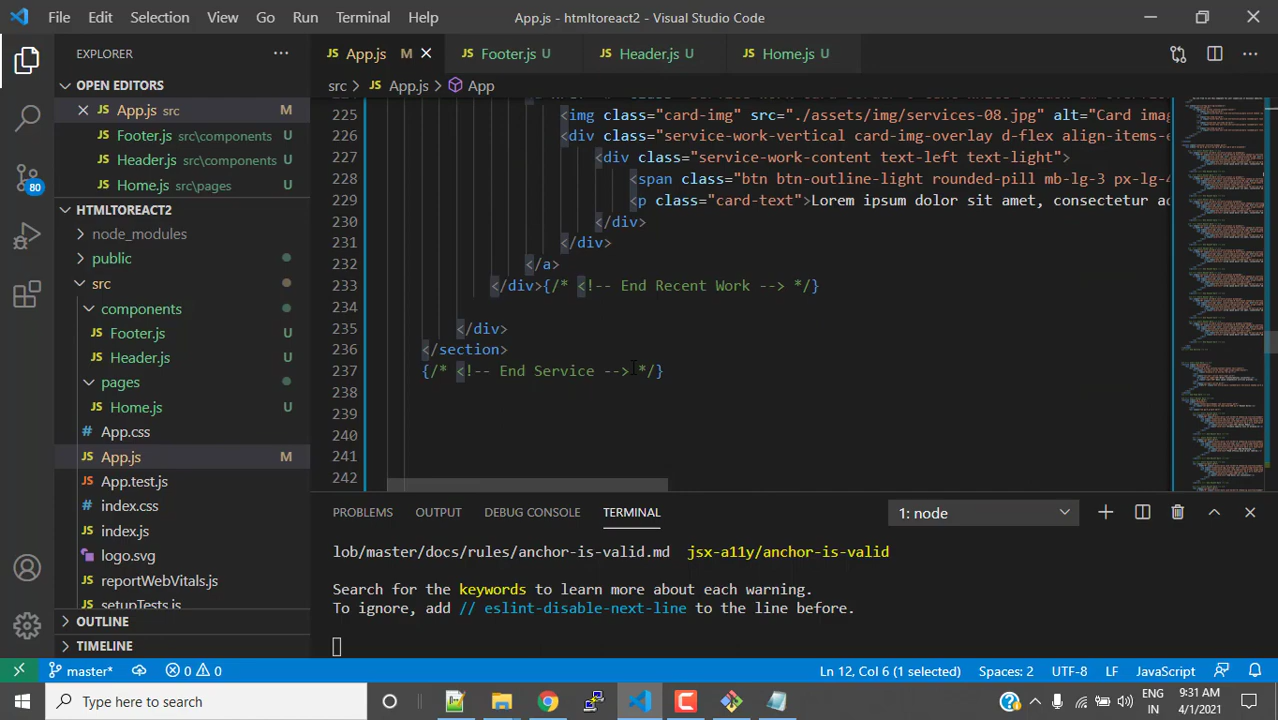 File Edit Selection View Go Run Terminal Help App.js - htmltoreact2 - Visual Studio Code
EXPLORER
App.js M
Footer.js U
Header.js U
Home.js U
OPEN EDITORS
App.js src M
Footer.js src\components U
Header.js src\components U
Home.js src\pages U
HTMLTOREACT2
node_modules
public
src
components
Footer.js U
Header.js U
pages
Home.js U
App.css
App.js M
App.test.js
index.css
index.js
logo.svg
reportWebVitals.js
setupTests.js
OUTLINE
TIMELINE
80
src > App.js > App
225 <img class="card-img" src="./assets/img/services-08.jpg" alt="Card imag
226 <div class="service-work-vertical card-img-overlay d-flex align-items-e
227 <div class="service-work-content text-left text-light">
228 <span class="btn btn-outline-light rounded-pill mb-lg-3 px-lg-4
229 <p class="card-text">Lorem ipsum dolor sit amet, consectetur ad
230 </div>
231 </div>
232 </a>
233 </div>{/* <!-- End Recent Work --> */}
234
235 </div>
236 </section>
237 {/* <!-- End Service --> */}
238
239
240
241
242
PROBLEMS OUTPUT DEBUG CONSOLE TERMINAL 1: node
lob/master/docs/rules/anchor-is-valid.md jsx-a11y/anchor-is-valid
Search for the keywords to learn more about each warning.
To ignore, add // eslint-disable-next-line to the line before.
master* 0 0 Ln 12, Col 6 (1 selected) Spaces: 2 UTF-8 LF JavaScript
Type here to search
ENG
IN
9:31 AM
4/1/2021